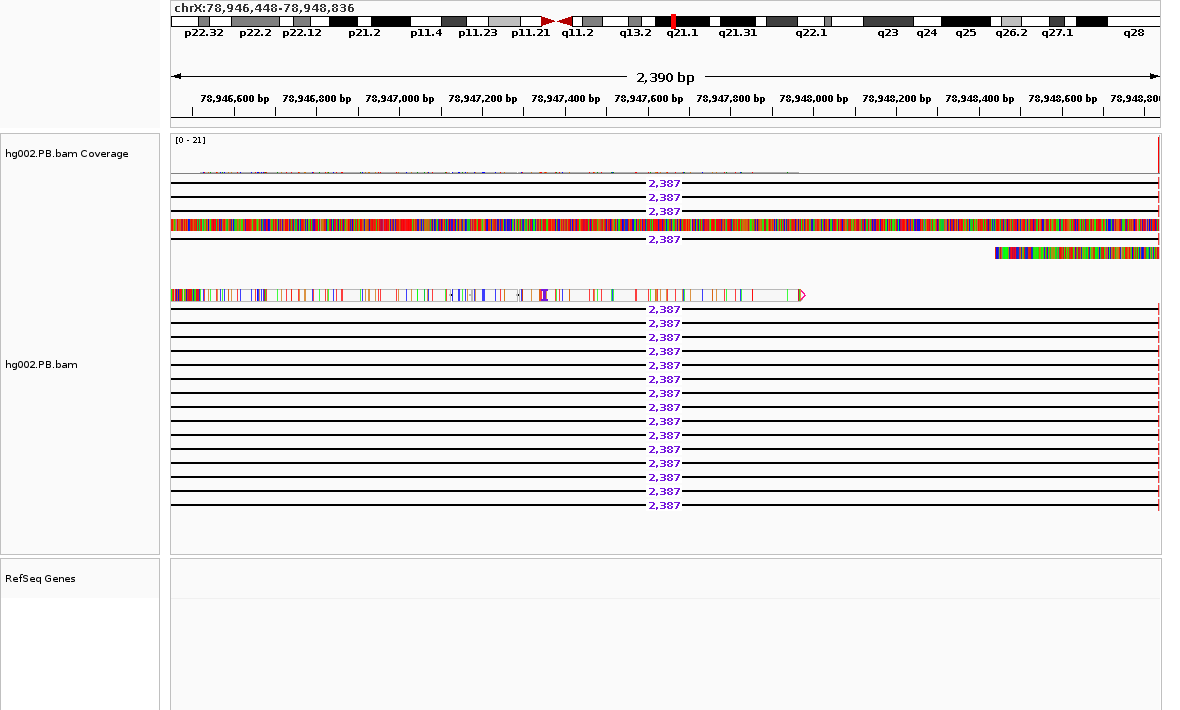 chrX:78,946,448-78,948,836
p22.32 p22.2 p22.12 p21.2 p11.4 p11.23 p11.21 q11.2 q13.2 q21.1 q21.31 q22.1 q23 q24 q25 q26.2 q27.1 q28
2,390 bp
78,946,600 bp 78,946,800 bp 78,947,000 bp 78,947,200 bp 78,947,400 bp 78,947,600 bp 78,947,800 bp 78,948,000 bp 78,948,200 bp 78,948,400 bp 78,948,600 bp 78,948,80
[0 - 21]
hg002.PB.bam Coverage
2,387
2,387
2,387
2,387
2,387
2,387
2,387
2,387
2,387
hg002.PB.bam
2,387
2,387
2,387
2,387
2,387
2,387
2,387
2,387
2,387
2,387
2,387
RefSeq Genes